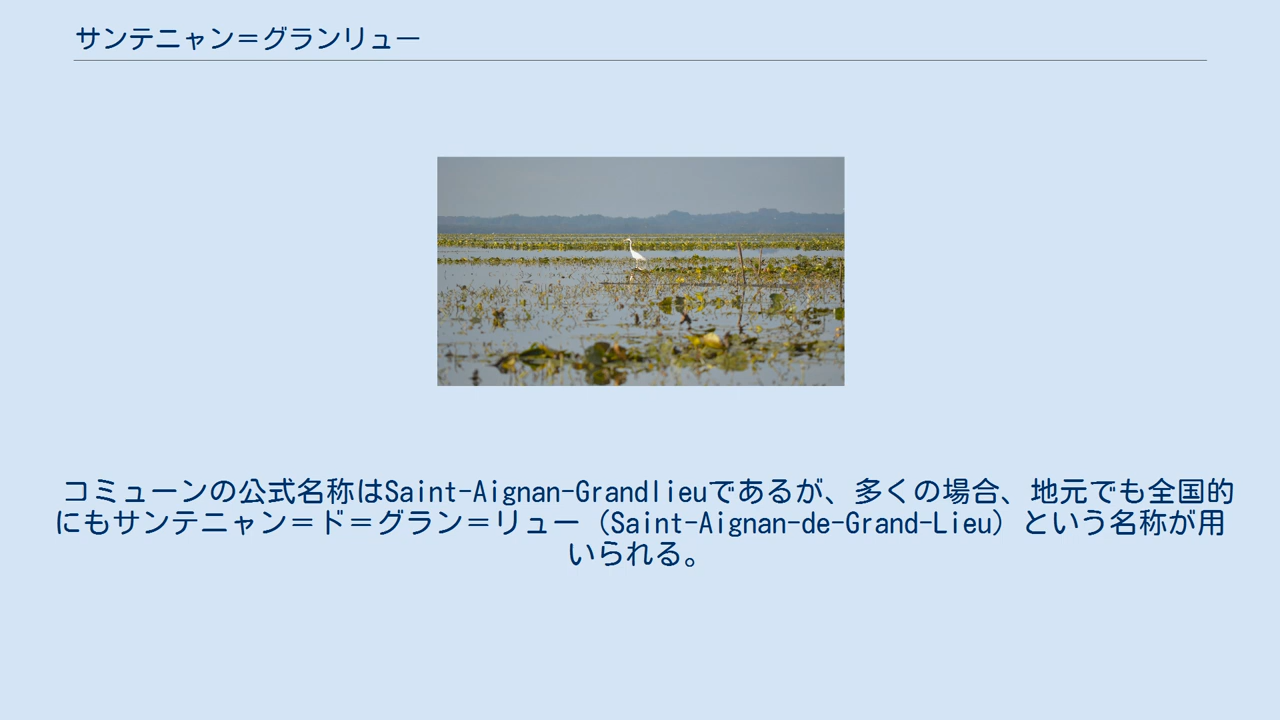 サンテニャン＝グランリュー
コミューンの公式名称はSaint-Aignan-Grandlieuであるが、多くの場合、地元でも全国的
にもサンテニャン＝ド＝グラン＝リュー（Saint-Aignan-de-Grand-Lieu）という名称が用
いられる。